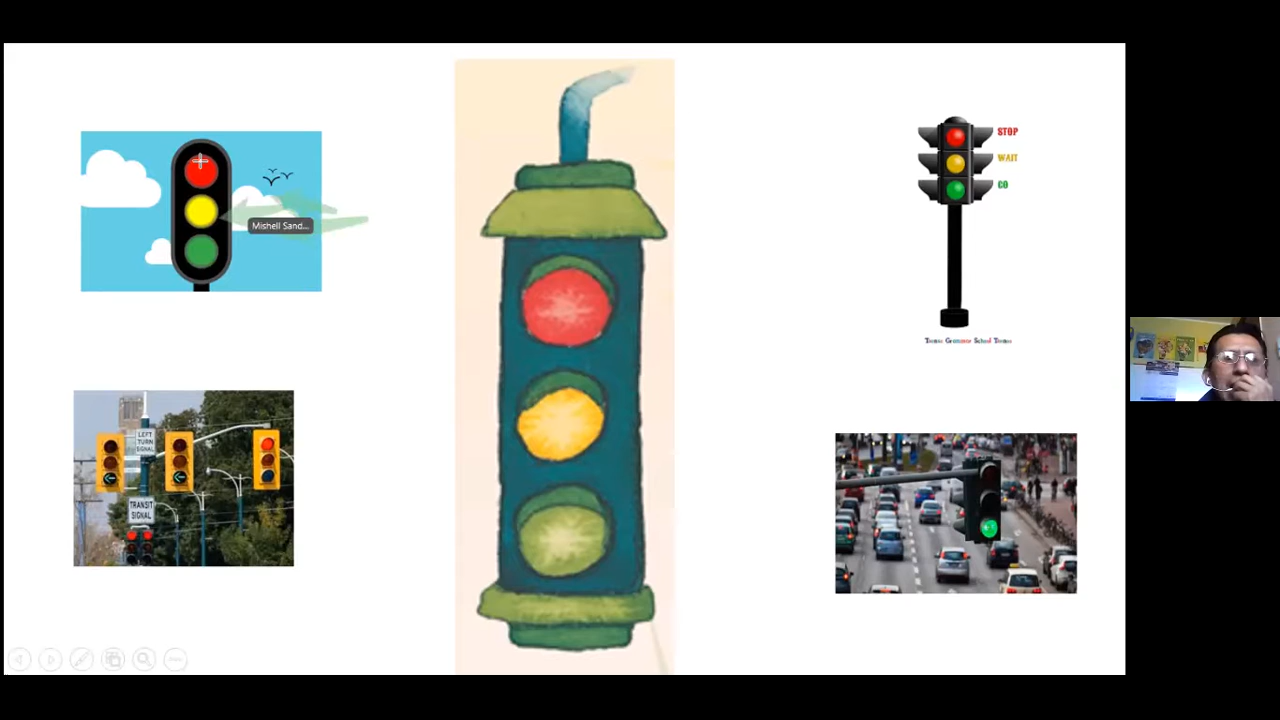 Mishell Sand...
STOP
WAIT
GO
LEFT
TURN
SIGNAL
TRANSIT
SIGNAL